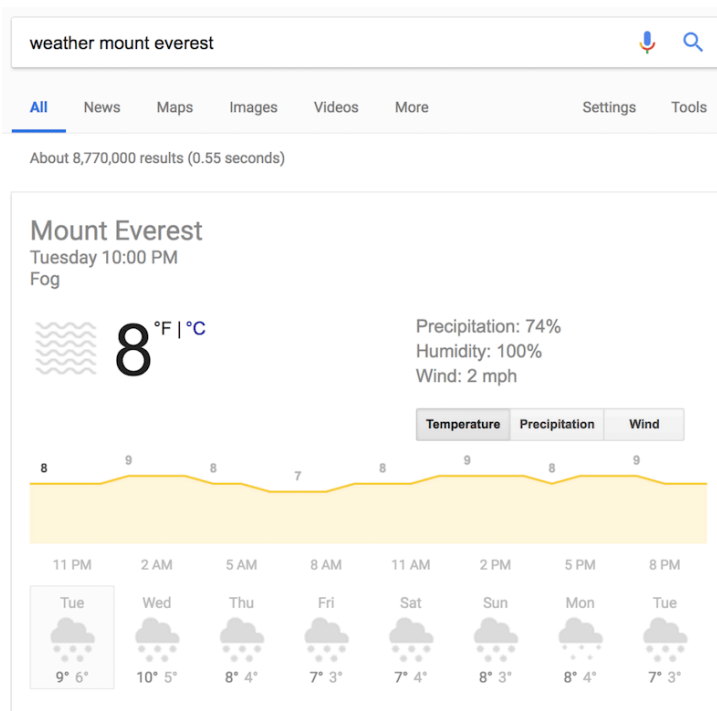 weather mount everest
All News Maps Images Videos More Settings Tools
About 8,770,000 results (0.55 seconds)
Mount Everest
Tuesday 10:00 PM
Fog
8 °F | °C
Precipitation: 74%
Humidity: 100%
Wind: 2 mph
Temperature Precipitation Wind
8 9 8 7 8 9 8 9
11 PM 2 AM 5 AM 8 AM 11 AM 2 PM 5 PM 8 PM
Tue Wed Thu Fri Sat Sun Mon Tue
9° 6° 10° 5° 8° 4° 7° 3° 7° 4° 8° 3° 8° 4° 7° 3°